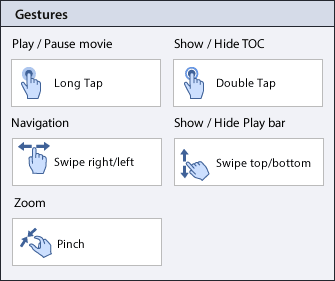 Gestures
Play / Pause movie
Long Tap
Show / Hide TOC
Double Tap
Navigation
Swipe right/left
Show / Hide Play bar
Swipe top/bottom
Zoom
Pinch